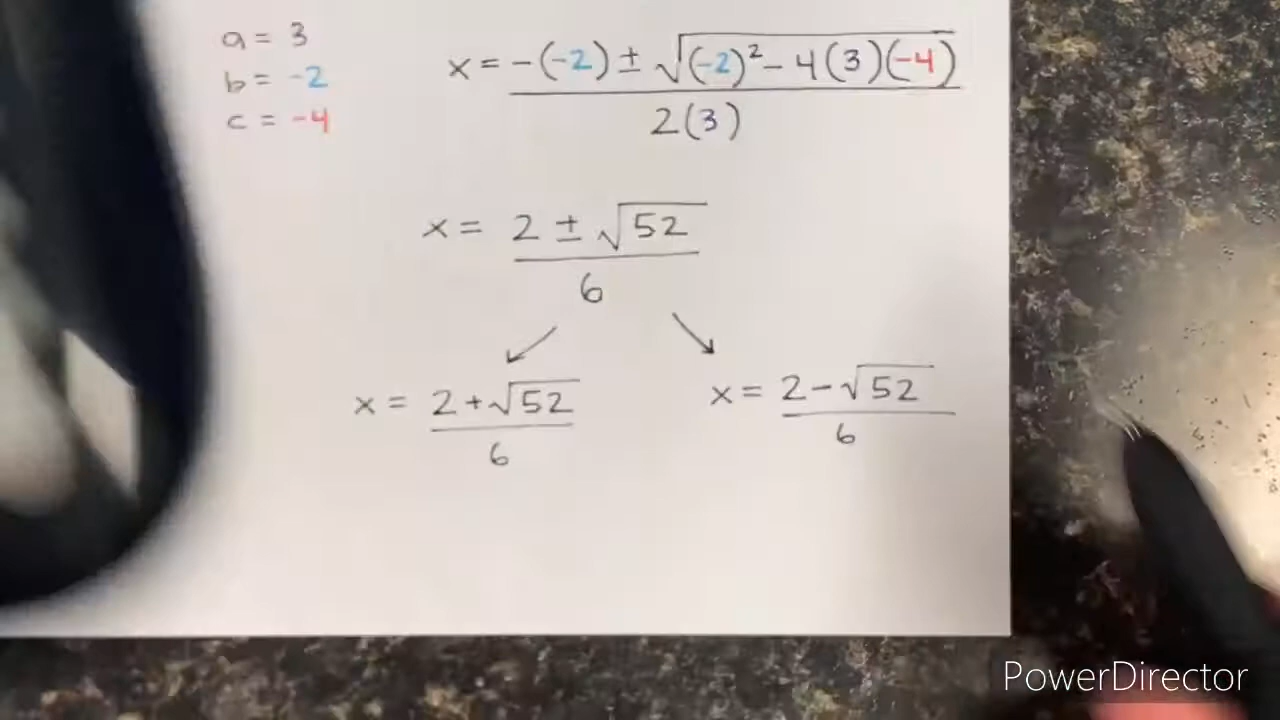 a = 3
b = -2
c = -4
x = -(-2) ± √(-2)² - 4(3)(-4)
2(3)
x = 2 ± √52
6
x = 2+√52
6
x = 2-√52
6
PowerDirector